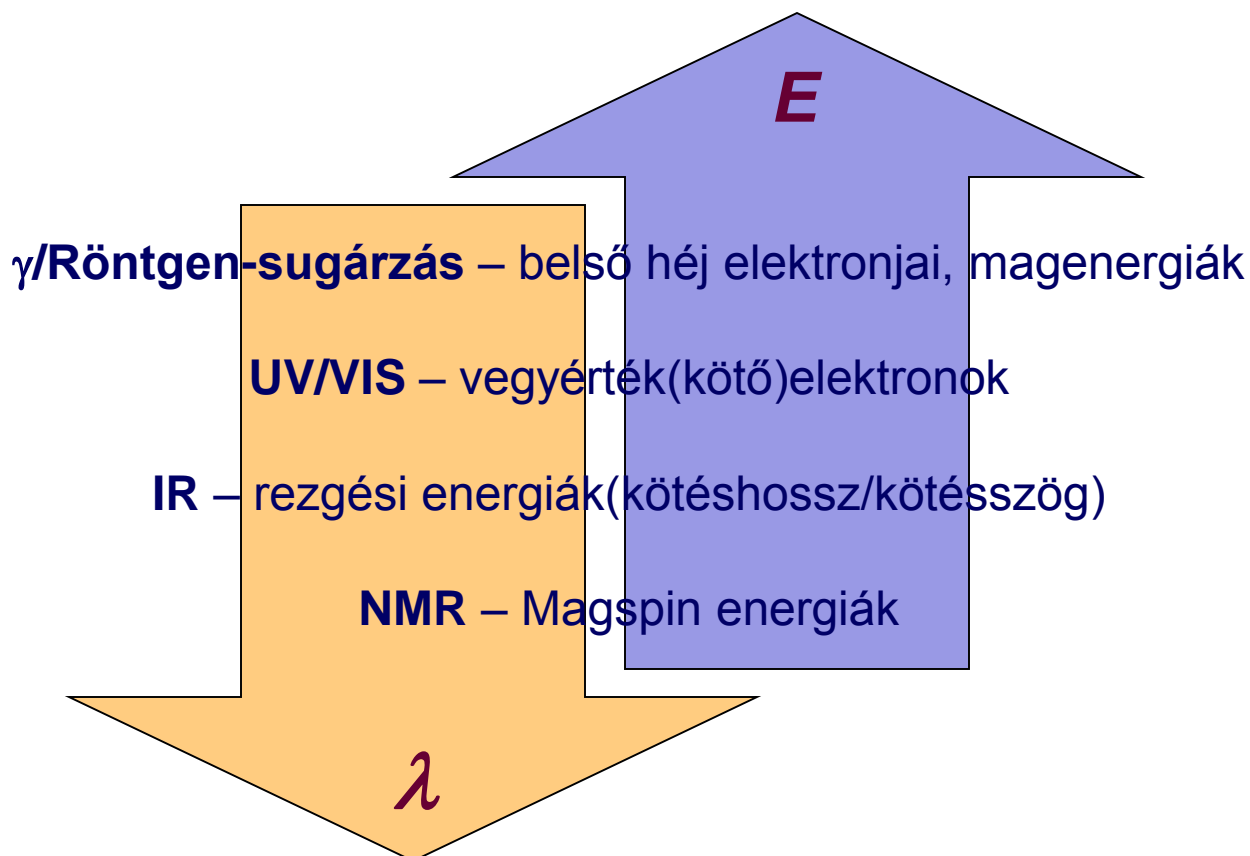 E
γ/Röntgen-sugárzás – belső héj elektronjai, magenergiák
UV/VIS – vegyérték(kötő)elektronok
IR – rezgési energiák(kötéshossz/kötésszög)
NMR – Magspin energiák
λ